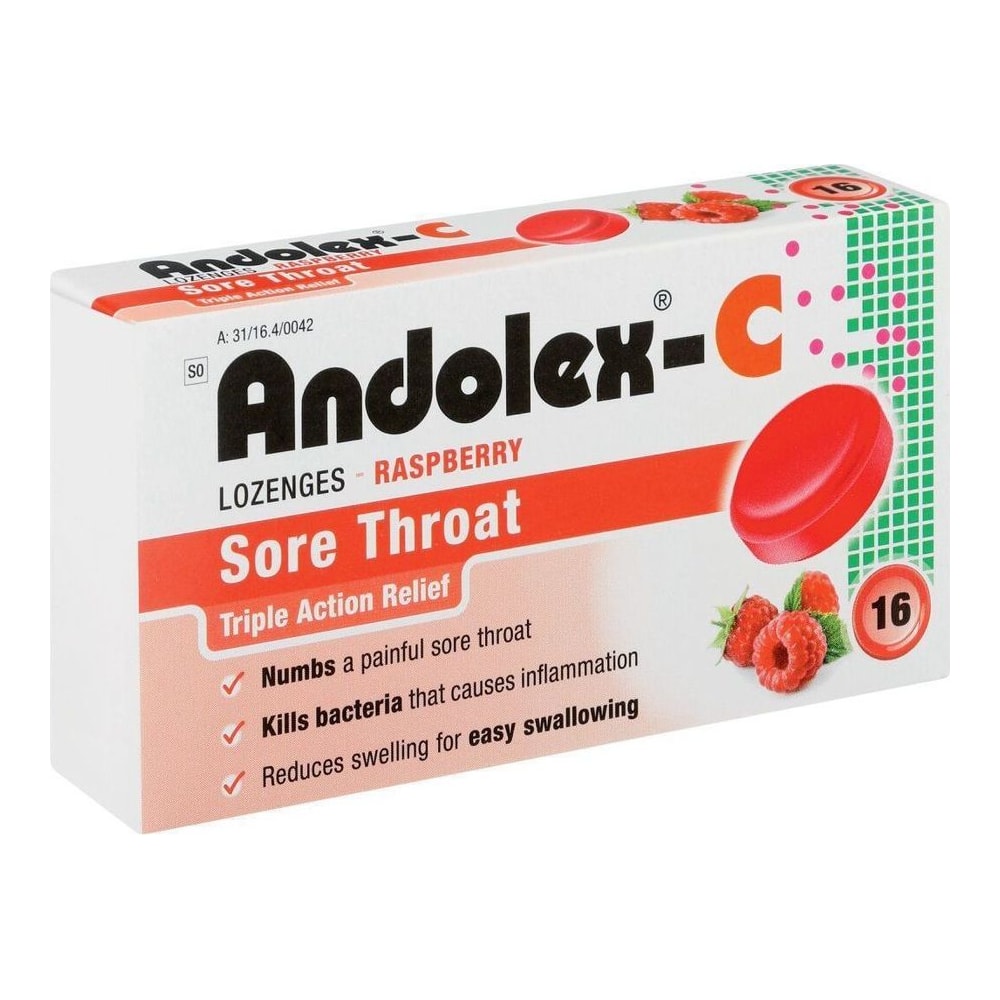 Andolex®-C
LOZENGES - RASPBERRY
Sore Throat
Triple Action Relief
16
A: 31/16.4/0042
S0
Andolex®-C
LOZENGES - RASPBERRY
Sore Throat
Triple Action Relief
Numbs a painful sore throat
Kills bacteria that causes inflammation
Reduces swelling for easy swallowing
16